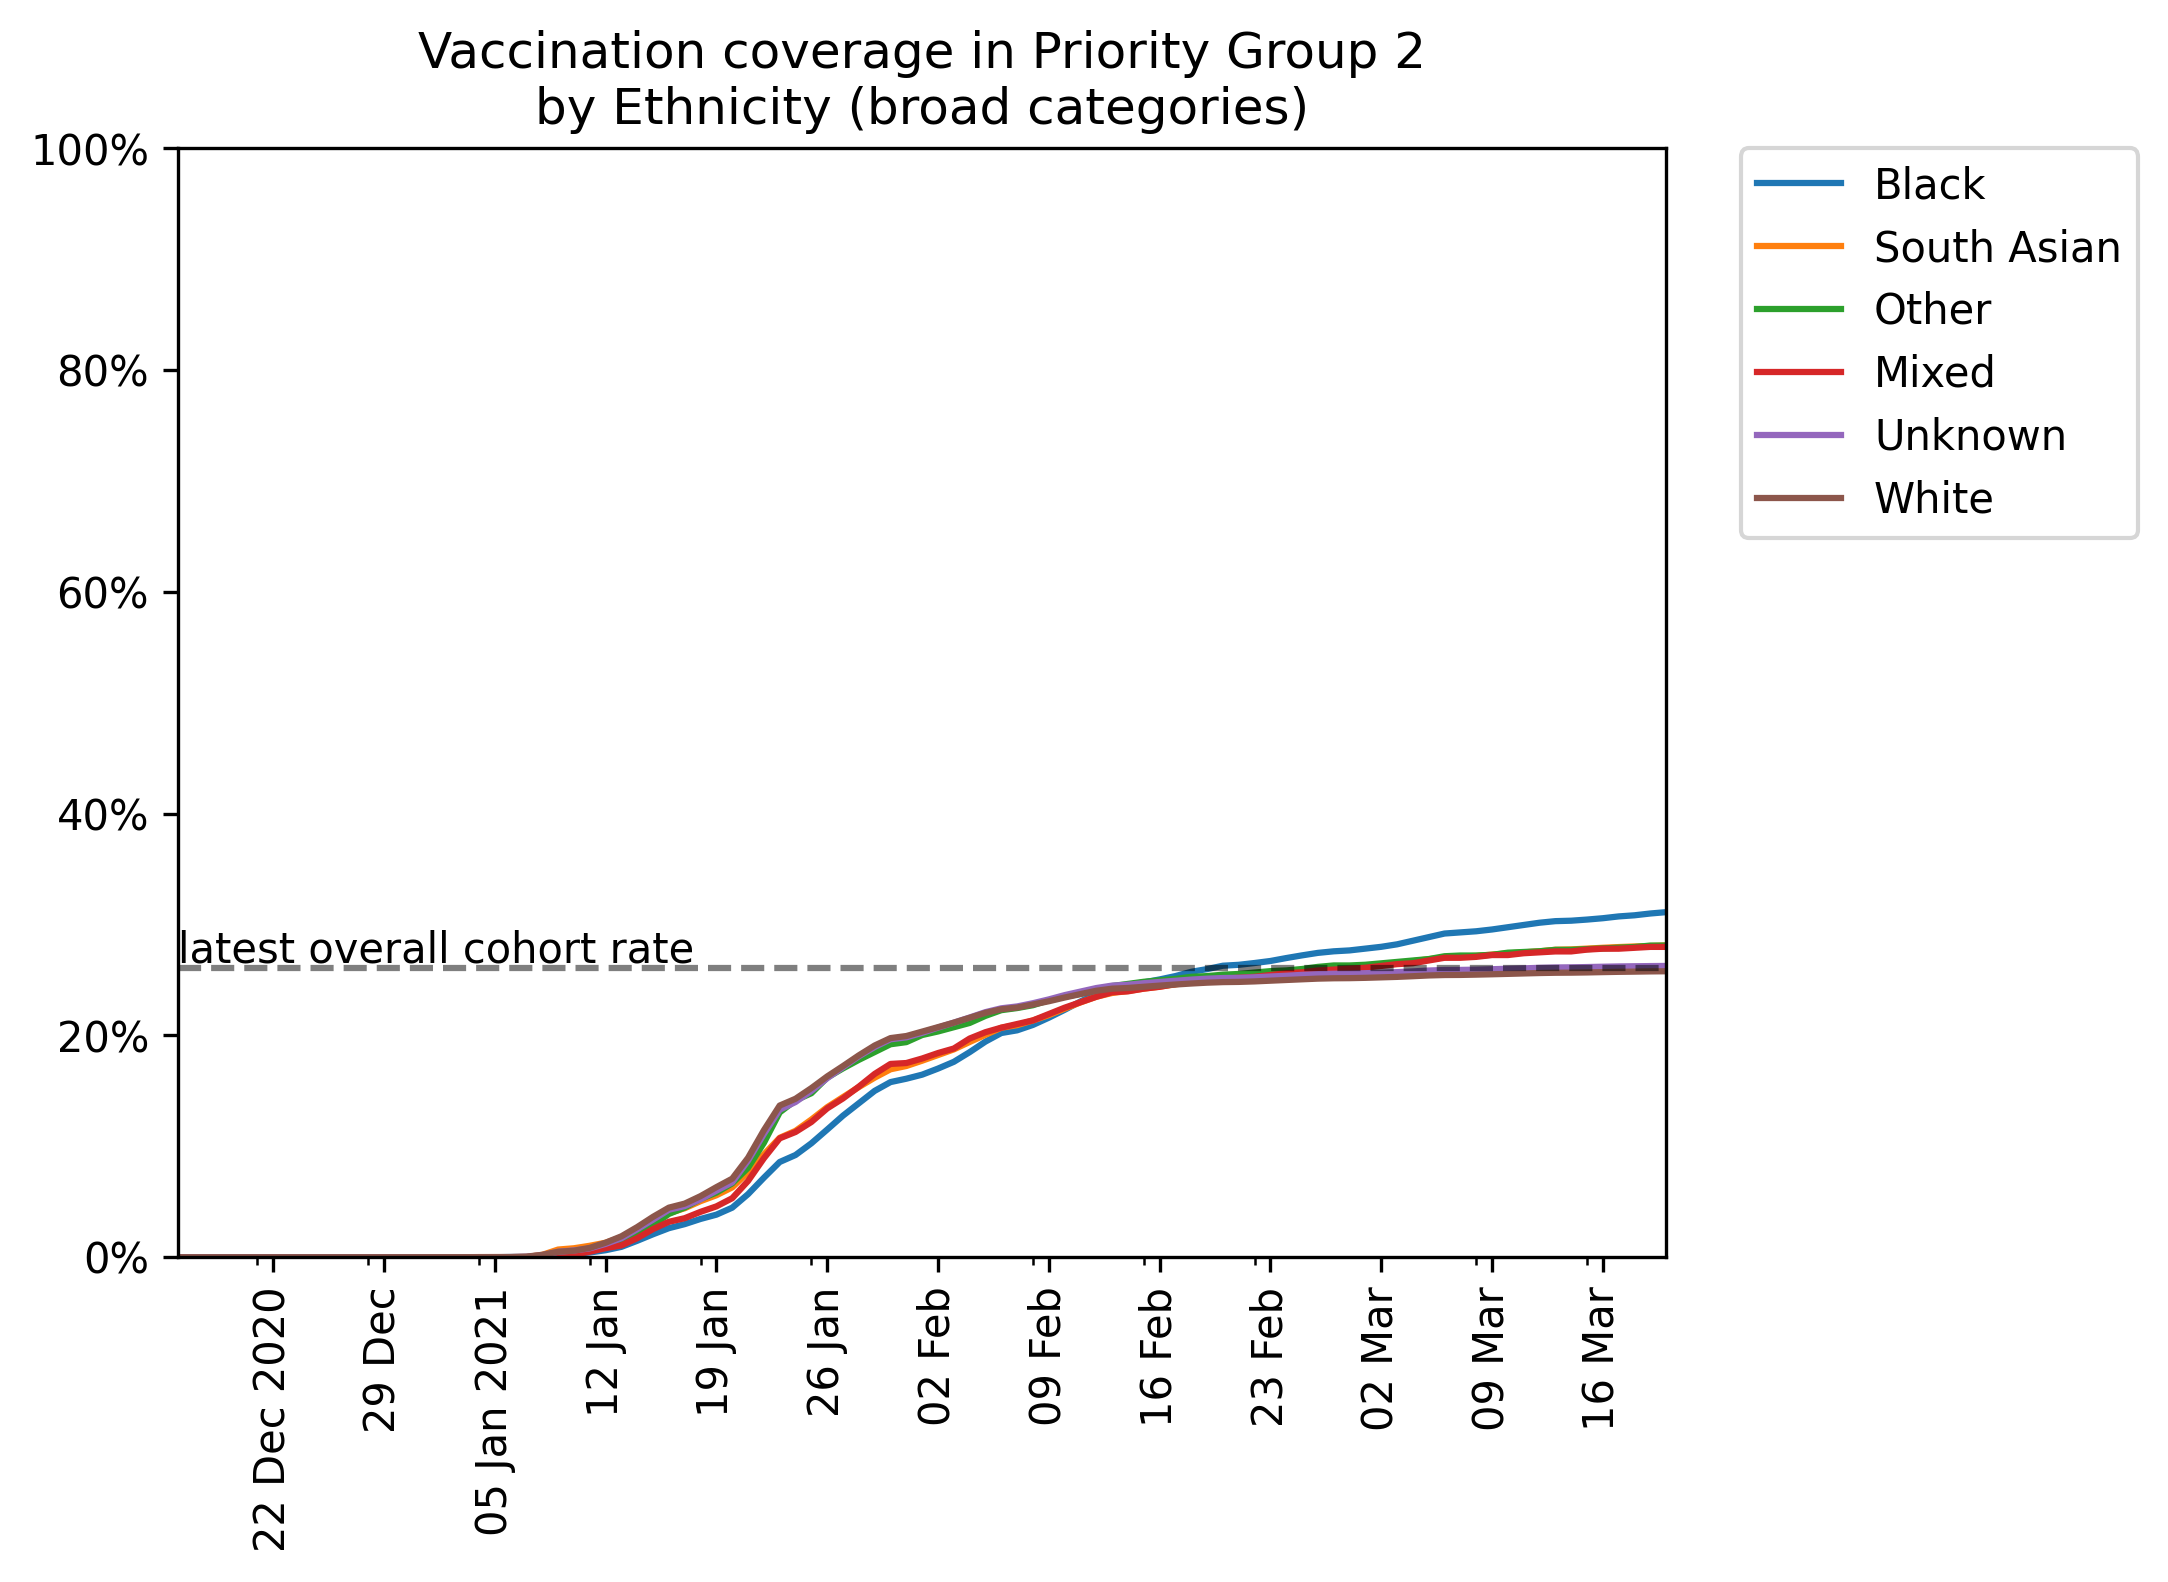 Vaccination coverage in Priority Group 2
by Ethnicity (broad categories)
100%
80%
60%
40%
20%
0%
latest overall cohort rate
22 Dec 2020
29 Dec
05 Jan 2021
12 Jan
19 Jan
26 Jan
02 Feb
09 Feb
16 Feb
23 Feb
02 Mar
09 Mar
16 Mar
Black
South Asian
Other
Mixed
Unknown
White